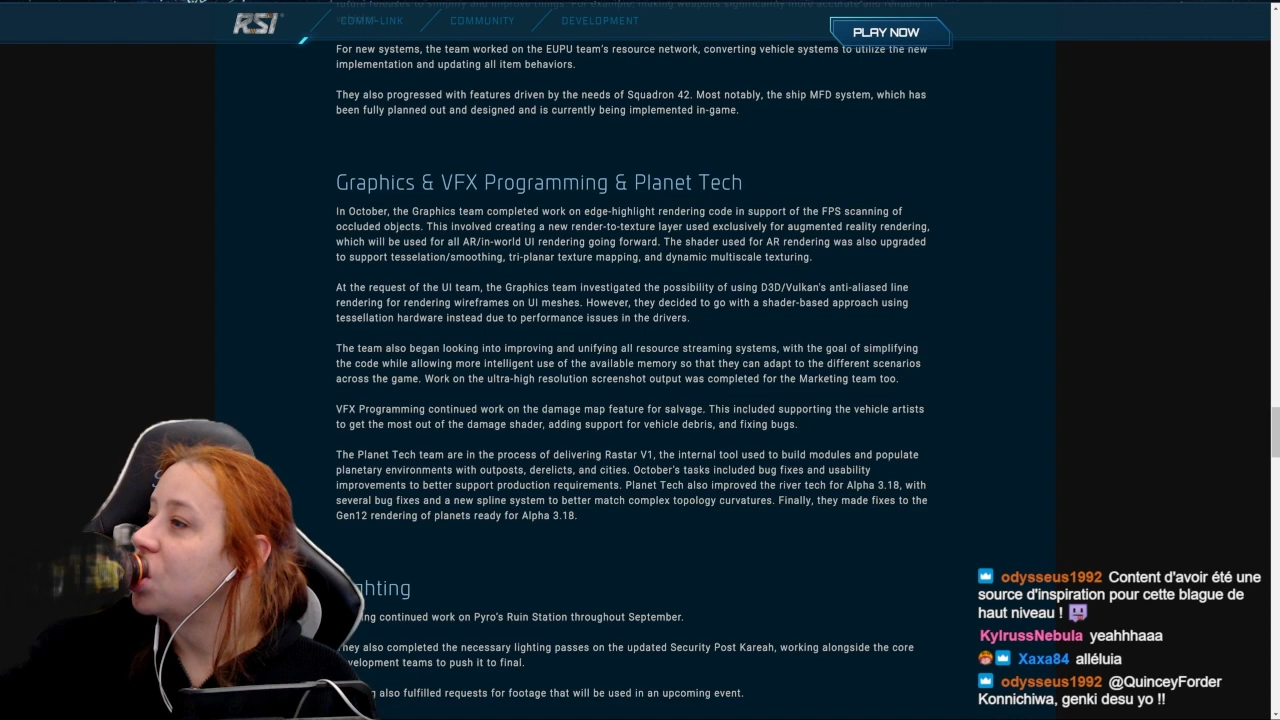 future reneges to simplify and improve things. For example, making weapons significantly more accurate and reliable in
RSI
COMM-LINK
COMMUNITY
DEVELOPMENT
PLAY NOW
For new systems, the team worked on the EUPU team's resource network, converting vehicle systems to utilize the new
implementation and updating all item behaviors.
They also progressed with features driven by the needs of Squadron 42. Most notably, the ship MFD system, which has
been fully planned out and designed and is currently being implemented in-game.
Graphics & VFX Programming & Planet Tech
In October, the Graphics team completed work on edge-highlight rendering code in support of the FPS scanning of
occluded objects. This involved creating a new render-to-texture layer used exclusively for augmented reality rendering,
which will be used for all AR/in-world UI rendering going forward. The shader used for AR rendering was also upgraded
to support tesselation/smoothing, tri-planar texture mapping, and dynamic multiscale texturing.
At the request of the UI team, the Graphics team investigated the possibility of using D3D/Vulkan's anti-aliased line
rendering for rendering wireframes on UI meshes. However, they decided to go with a shader-based approach using
tessellation hardware instead due to performance issues in the drivers.
The team also began looking into improving and unifying all resource streaming systems, with the goal of simplifying
the code while allowing more intelligent use of the available memory so that they can adapt to the different scenarios
across the game. Work on the ultra-high resolution screenshot output was completed for the Marketing team too.
VFX Programming continued work on the damage map feature for salvage. This included supporting the vehicle artists
to get the most out of the damage shader, adding support for vehicle debris, and fixing bugs.
The Planet Tech team are in the process of delivering Rastar V1, the internal tool used to build modules and populate
planetary environments with outposts, derelicts, and cities. October's tasks included bug fixes and usability
improvements to better support production requirements. Planet Tech also improved the river tech for Alpha 3.18, with
several bug fixes and a new spline system to better match complex topology curvatures. Finally, they made fixes to the
Gen12 rendering of planets ready for Alpha 3.18.
ghting
ng continued work on Pyro's Ruin Station throughout September.
hey also completed the necessary lighting passes on the updated Security Post Kareah, working alongside the core
velopment teams to push it to final.
g also fulfilled requests for footage that will be used in an upcoming event.
odysseus1992 Content d'avoir été une
source d'inspiration pour cette blague de
haut niveau !
KylrussNebula yeahhhaaa
Xaxa84 alléluia
odysseus1992 @QuinceyForder
Konnichiwa, genki desu yo !!